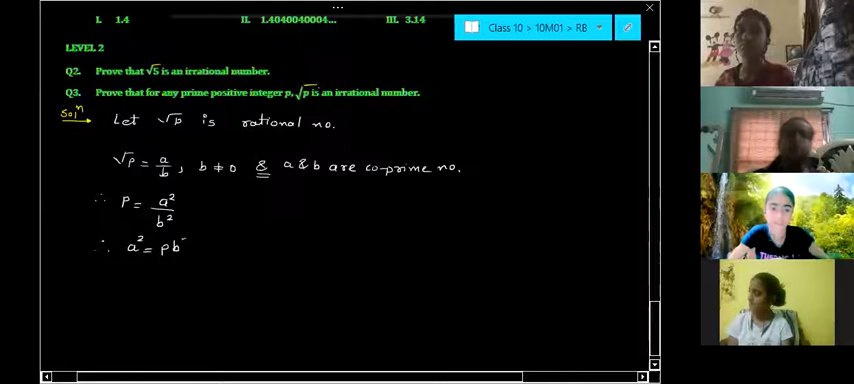 I. 1.4 II. 1.4040040004... III. 3.14
Class 10 > 10M01 > RB
LEVEL 2
Q2. Prove that √5 is an irrational number.
Q3. Prove that for any prime positive integer p, √p is an irrational number.
Solⁿ → Let √p is rational no.
√p = a/b, b ≠ 0 & a & b are co-prime no.
∴ P = a²/b²
∴ a² = pb